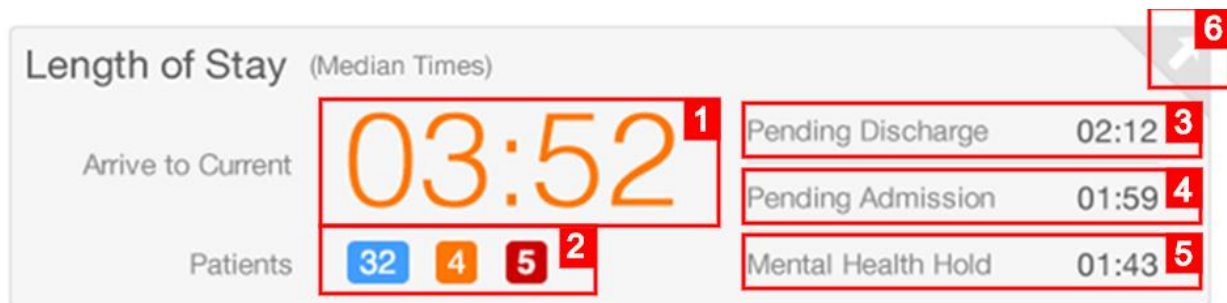 6
Length of Stay (Median Times)
Arrive to Current 03:52 1
Pending Discharge 02:12 3
Pending Admission 01:59 4
Patients 32 4 5 2
Mental Health Hold 01:43 5